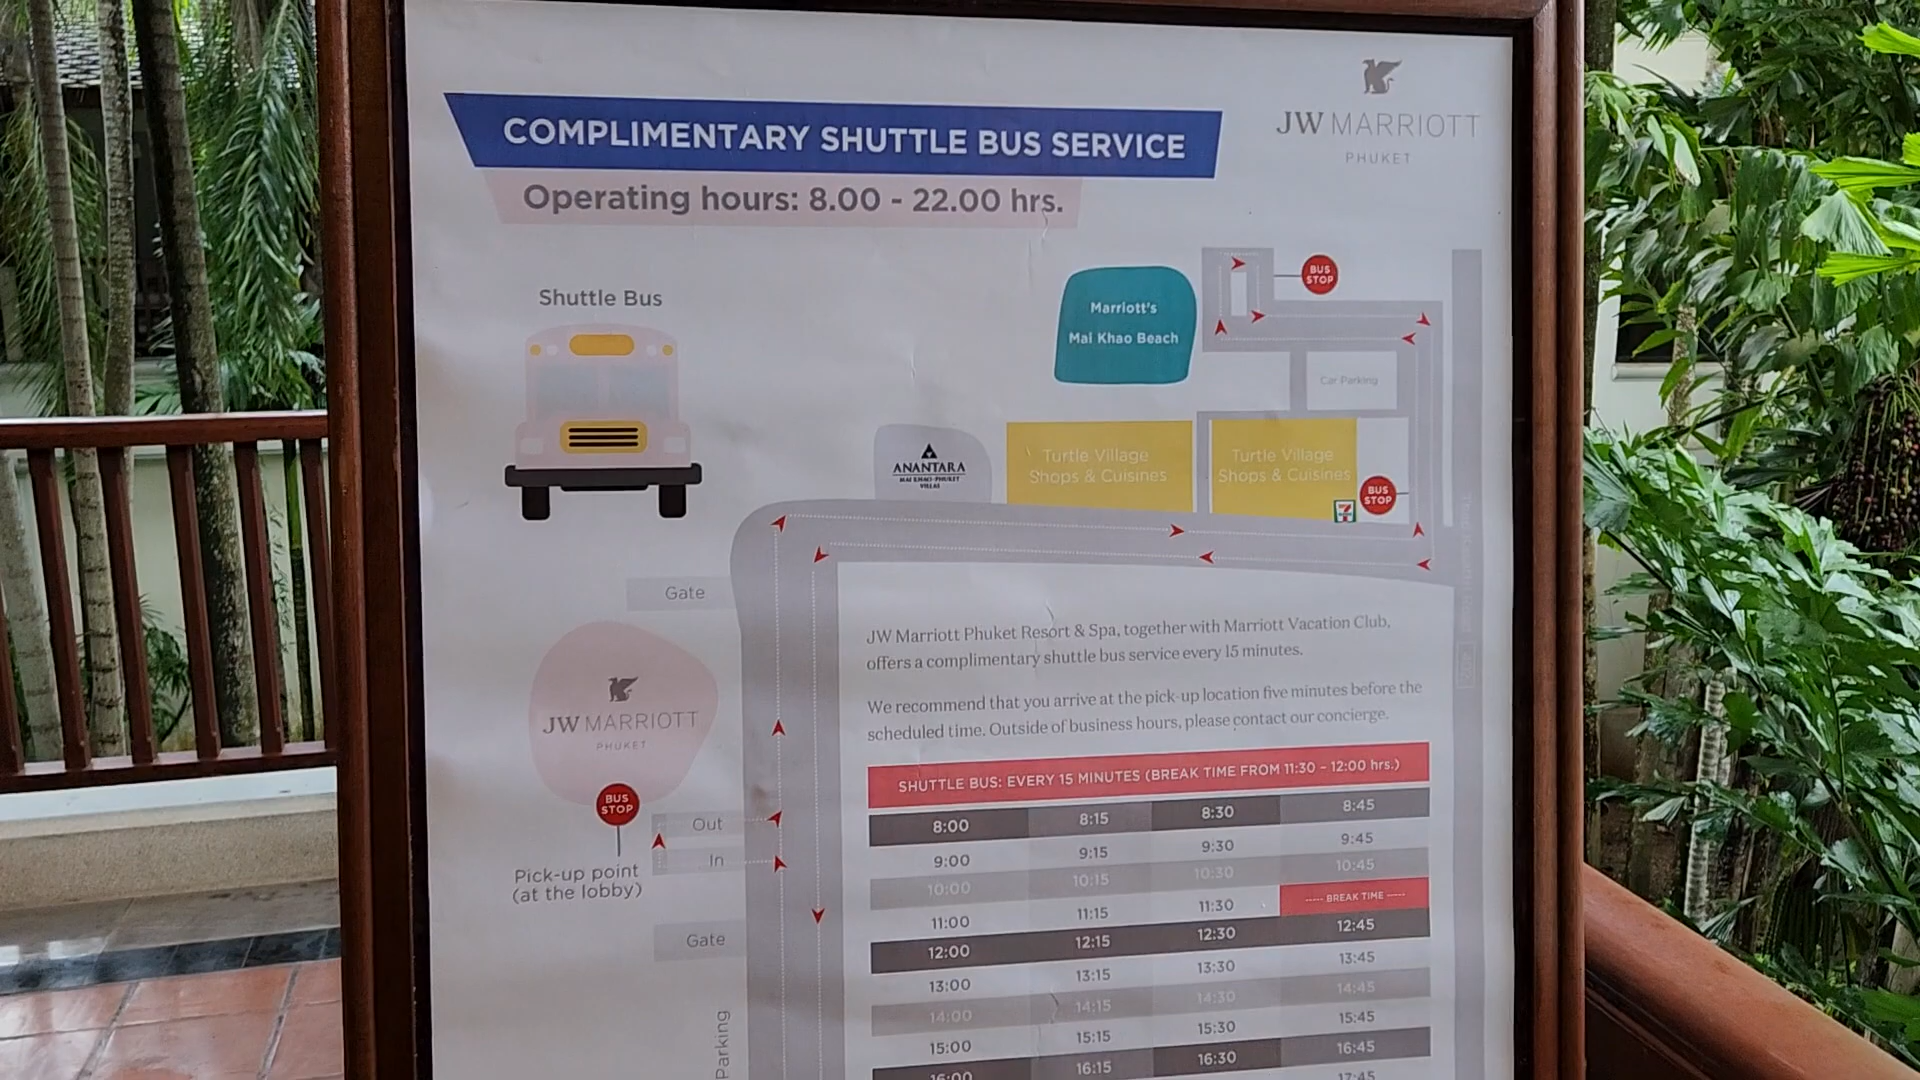 COMPLIMENTARY SHUTTLE BUS SERVICE
Operating hours: 8.00 - 22.00 hrs.
JW MARRIOTT
PHUKET
Shuttle Bus
Marriott's
Mai Khao Beach
BUS
STOP
Car Parking
ANANTARA
MAI KHAO · PHUKET
VILLAS
Turtle Village
Shops & Cuisines
Turtle Village
Shops & Cuisines
BUS
STOP
7
Gate
JW MARRIOTT
PHUKET
BUS
STOP
Pick-up point
(at the lobby)
Out
In
Gate
Parking
JW Marriott Phuket Resort & Spa, together with Marriott Vacation Club,
offers a complimentary shuttle bus service every 15 minutes.
We recommend that you arrive at the pick-up location five minutes before the
scheduled time. Outside of business hours, please contact our concierge.
SHUTTLE BUS: EVERY 15 MINUTES (BREAK TIME FROM 11:30 - 12:00 hrs.)
8:00 8:15 8:30 8:45
9:00 9:15 9:30 9:45
10:00 10:15 10:30 10:45
11:00 11:15 11:30 ----- BREAK TIME -----
12:00 12:15 12:30 12:45
13:00 13:15 13:30 13:45
14:00 14:15 14:30 14:45
15:00 15:15 15:30 15:45
16:00 16:15 16:30 16:45
17:45